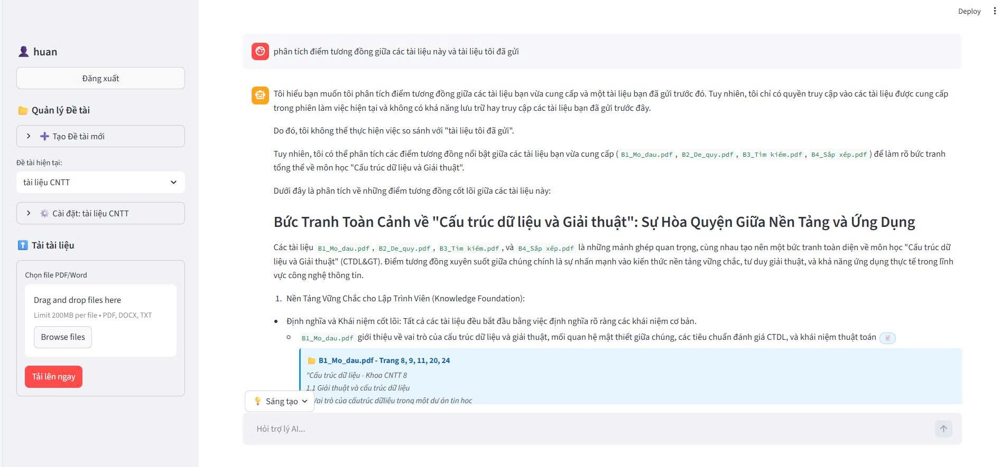 Deploy
huan
Đăng xuất
Quản lý Đề tài
Tạo Đề tài mới
Đề tài hiện tại:
tài liệu CNTT
Cài đặt: tài liệu CNTT
Tải tài liệu
Chọn file PDF/Word
Drag and drop files here
Limit 200MB per file • PDF, DOCX, TXT
Browse files
Tải lên ngay
phân tích điểm tương đồng giữa các tài liệu này và tài liệu tôi đã gửi
Tôi hiểu bạn muốn tôi phân tích điểm tương đồng giữa các tài liệu bạn vừa cung cấp và một tài liệu bạn đã gửi trước đó. Tuy nhiên, tôi chỉ có quyền truy cập vào các tài liệu được cung cấp
trong phiên làm việc hiện tại và không có khả năng lưu trữ hay truy cập các tài liệu bạn đã gửi trước đây.
Do đó, tôi không thể thực hiện việc so sánh với "tài liệu tôi đã gửi".
Tuy nhiên, tôi có thể phân tích các điểm tương đồng nổi bật giữa các tài liệu bạn vừa cung cấp ( B1_Mo_dau.pdf , B2_De_quy.pdf , B3_Tìm kiếm.pdf , B4_Sắp xếp.pdf ) để làm rõ bức tranh
tổng thể về môn học "Cấu trúc dữ liệu và Giải thuật".
Dưới đây là phân tích về những điểm tương đồng cốt lõi giữa các tài liệu này:
Bức Tranh Toàn Cảnh về "Cấu trúc dữ liệu và Giải thuật": Sự Hòa Quyện Giữa Nền Tảng và Ứng Dụng
Các tài liệu B1_Mo_dau.pdf , B2_De_quy.pdf , B3_Tìm kiếm.pdf , và B4_Sắp xếp.pdf là những mảnh ghép quan trọng, cùng nhau tạo nên một bức tranh toàn diện về môn học "Cấu trúc dữ
liệu và Giải thuật" (CTDL&GT). Điểm tương đồng xuyên suốt giữa chúng chính là sự nhấn mạnh vào kiến thức nền tảng vững chắc, tư duy giải thuật, và khả năng ứng dụng thực tế trong lĩnh
vực công nghệ thông tin.
1. Nền Tảng Vững Chắc cho Lập Trình Viên (Knowledge Foundation):
• Định nghĩa và Khái niệm cốt lõi: Tất cả các tài liệu đều bắt đầu bằng việc định nghĩa rõ ràng các khái niệm cơ bản.
B1_Mo_dau.pdf giới thiệu về vai trò của cấu trúc dữ liệu và giải thuật, mối quan hệ mật thiết giữa chúng, các tiêu chuẩn đánh giá CTDL, và khái niệm thuật toán
B1_Mo_dau.pdf - Trang 8, 9, 11, 20, 24
"Cấu trúc dữ liệu - Khoa CNTT 8
1.1 Giải thuật và cấu trúc dữ liệu
trò của cấutrúc dữliệu trong một dự án tin học
Sáng tạo
Hỏi trợ lý AI...